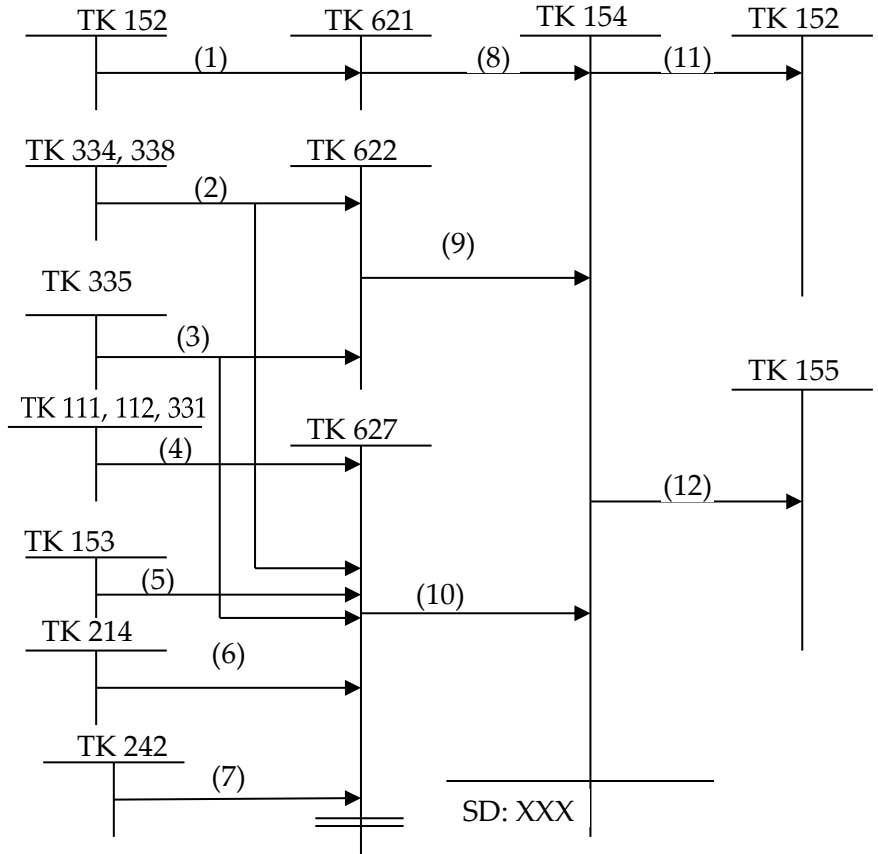 TK 152 TK 621 TK 154 TK 152
(1) (8) (11)
TK 334, 338 TK 622
(2)
(9)
TK 335
(3)
TK 155
TK 111, 112, 331
TK 627
(4)
(12)
TK 153
(5) (10)
TK 214
(6)
TK 242
(7)
SD: XXX